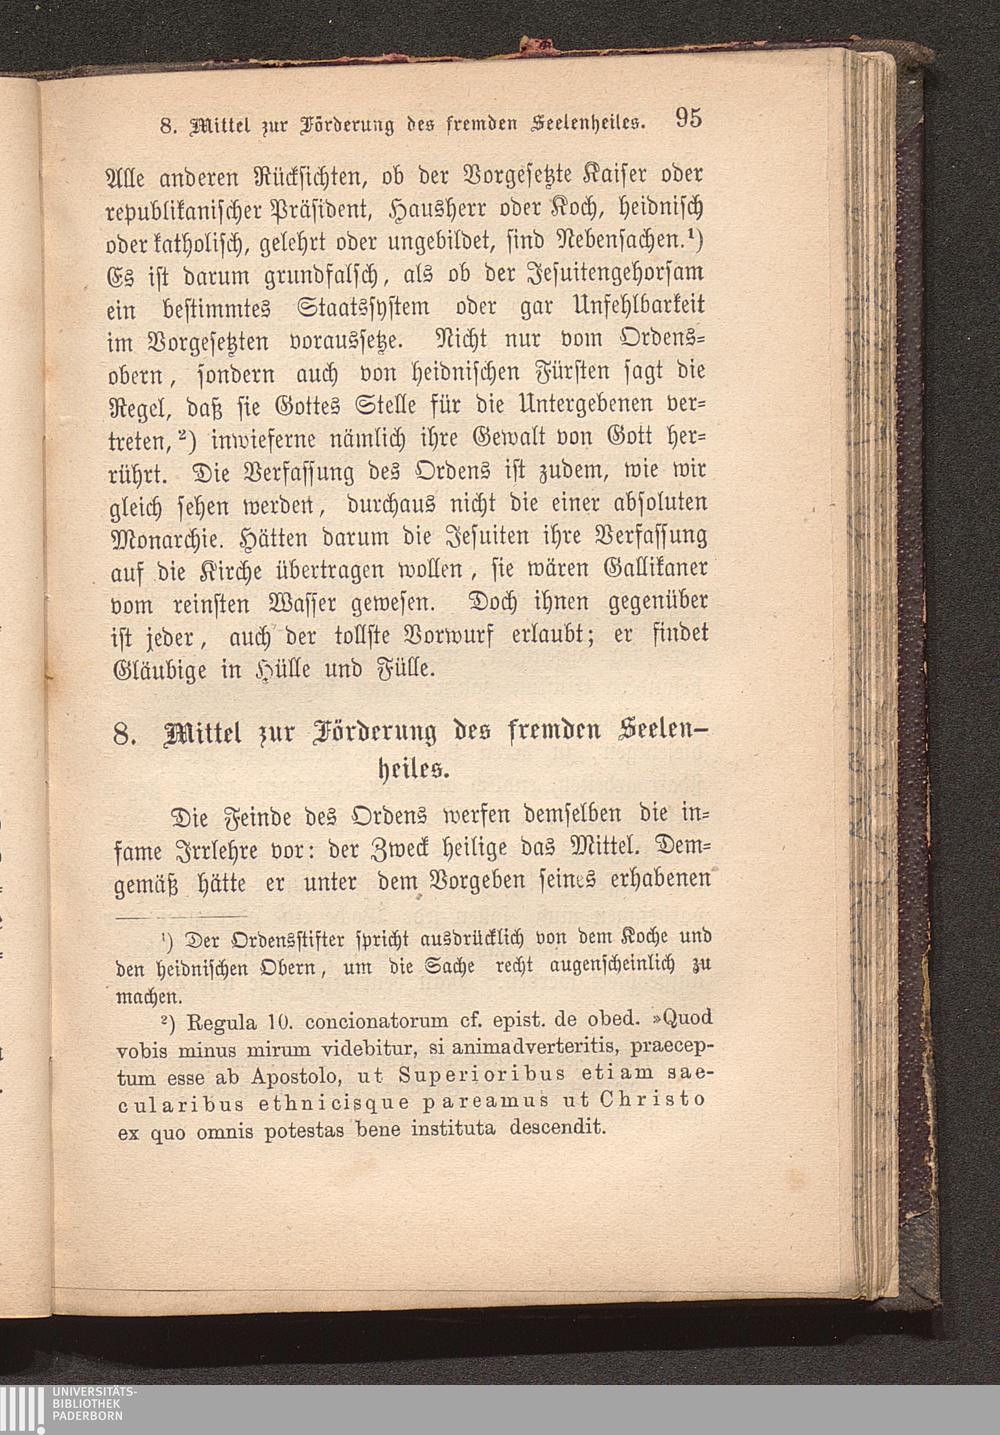 8. Mittel zur Förderung des fremden Seelenheiles. 95
Alle anderen Rücksichten, ob der Vorgesetzte Kaiser oder
republikanischer Präsident, Hausherr oder Koch, heidnisch
oder katholisch, gelehrt oder ungebildet, sind Nebensachen.¹)
Es ist darum grundfalsch, als ob der Jesuitengehorsam
ein bestimmtes Staatssystem oder gar Unfehlbarkeit
im Vorgesetzten voraussetze. Nicht nur vom Ordens-
obern, sondern auch von heidnischen Fürsten sagt die
Regel, daß sie Gottes Stelle für die Untergebenen ver-
treten,²) inwieferne nämlich ihre Gewalt von Gott her-
rührt. Die Verfassung des Ordens ist zudem, wie wir
gleich sehen werden, durchaus nicht die einer absoluten
Monarchie. Hätten darum die Jesuiten ihre Verfassung
auf die Kirche übertragen wollen, sie wären Gallikaner
vom reinsten Wasser gewesen. Doch ihnen gegenüber
ist jeder, auch der tollste Vorwurf erlaubt; er findet
Gläubige in Hülle und Fülle.
8. Mittel zur Förderung des fremden Seelen-
heiles.
Die Feinde des Ordens werfen demselben die in-
fame Irrlehre vor: der Zweck heilige das Mittel. Dem-
gemäß hätte er unter dem Vorgeben seines erhabenen
¹) Der Ordensstifter spricht ausdrücklich von dem Koche und
den heidnischen Obern, um die Sache recht augenscheinlich zu
machen.
²) Regula 10. concionatorum cf. epist. de obed. »Quod
vobis minus mirum videbitur, si animadverteritis, praecep-
tum esse ab Apostolo, ut Superioribus etiam sae-
cularibus ethnicisque pareamus ut Christo
ex quo omnis potestas bene instituta descendit.
UNIVERSITÄTS-
BIBLIOTHEK
PADERBORN